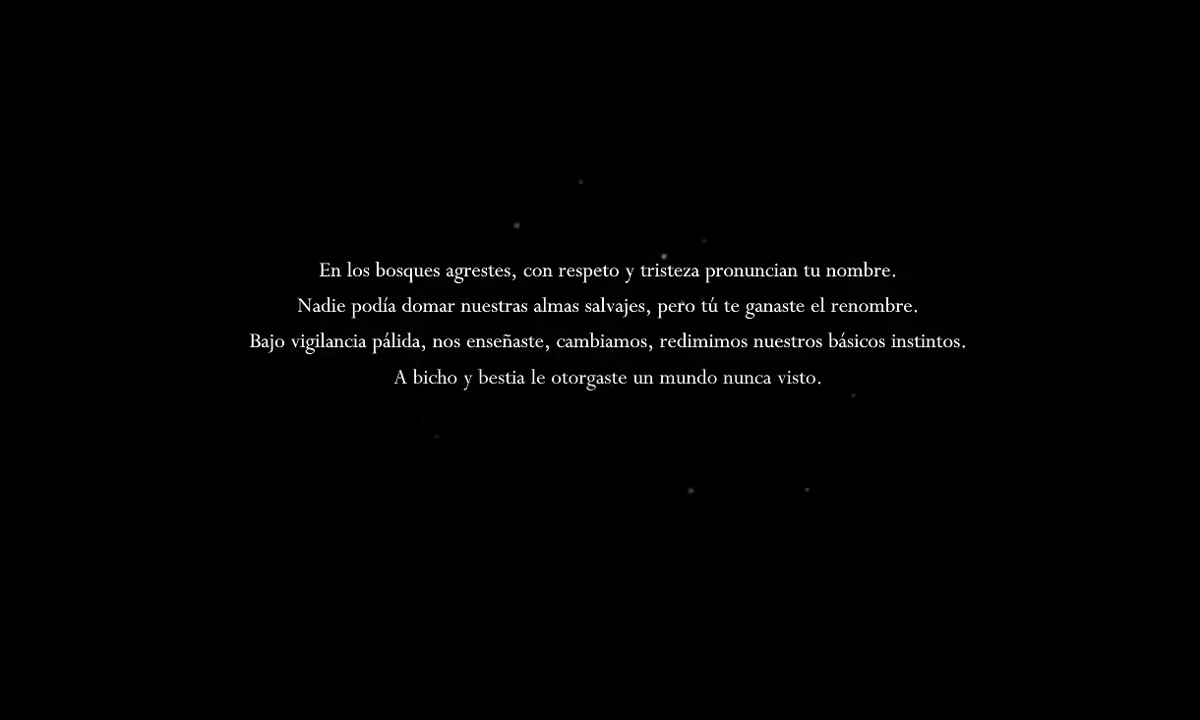 En los bosques agrestes, con respeto y tristeza pronuncian tu nombre.
Nadie podía domar nuestras almas salvajes, pero tú te ganaste el renombre.
Bajo vigilancia pálida, nos enseñaste, cambiamos, redimimos nuestros básicos instintos.
A bicho y bestia le otorgaste un mundo nunca visto.